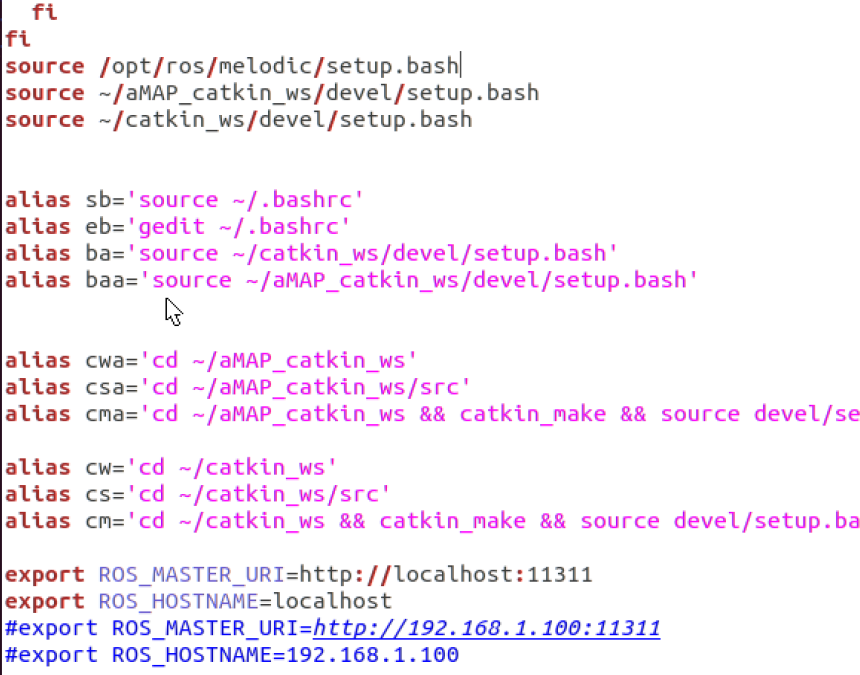 fi
fi
source /opt/ros/melodic/setup.bash
source ~/aMAP_catkin_ws/devel/setup.bash
source ~/catkin_ws/devel/setup.bash
alias sb='source ~/.bashrc'
alias eb='gedit ~/.bashrc'
alias ba='source ~/catkin_ws/devel/setup.bash'
alias baa='source ~/aMAP_catkin_ws/devel/setup.bash'
alias cwa='cd ~/aMAP_catkin_ws'
alias csa='cd ~/aMAP_catkin_ws/src'
alias cma='cd ~/aMAP_catkin_ws && catkin_make && source devel/se
alias cw='cd ~/catkin_ws'
alias cs='cd ~/catkin_ws/src'
alias cm='cd ~/catkin_ws && catkin_make && source devel/setup.ba
export ROS_MASTER_URI=http://localhost:11311
export ROS_HOSTNAME=localhost
#export ROS_MASTER_URI=http://192.168.1.100:11311
#export ROS_HOSTNAME=192.168.1.100